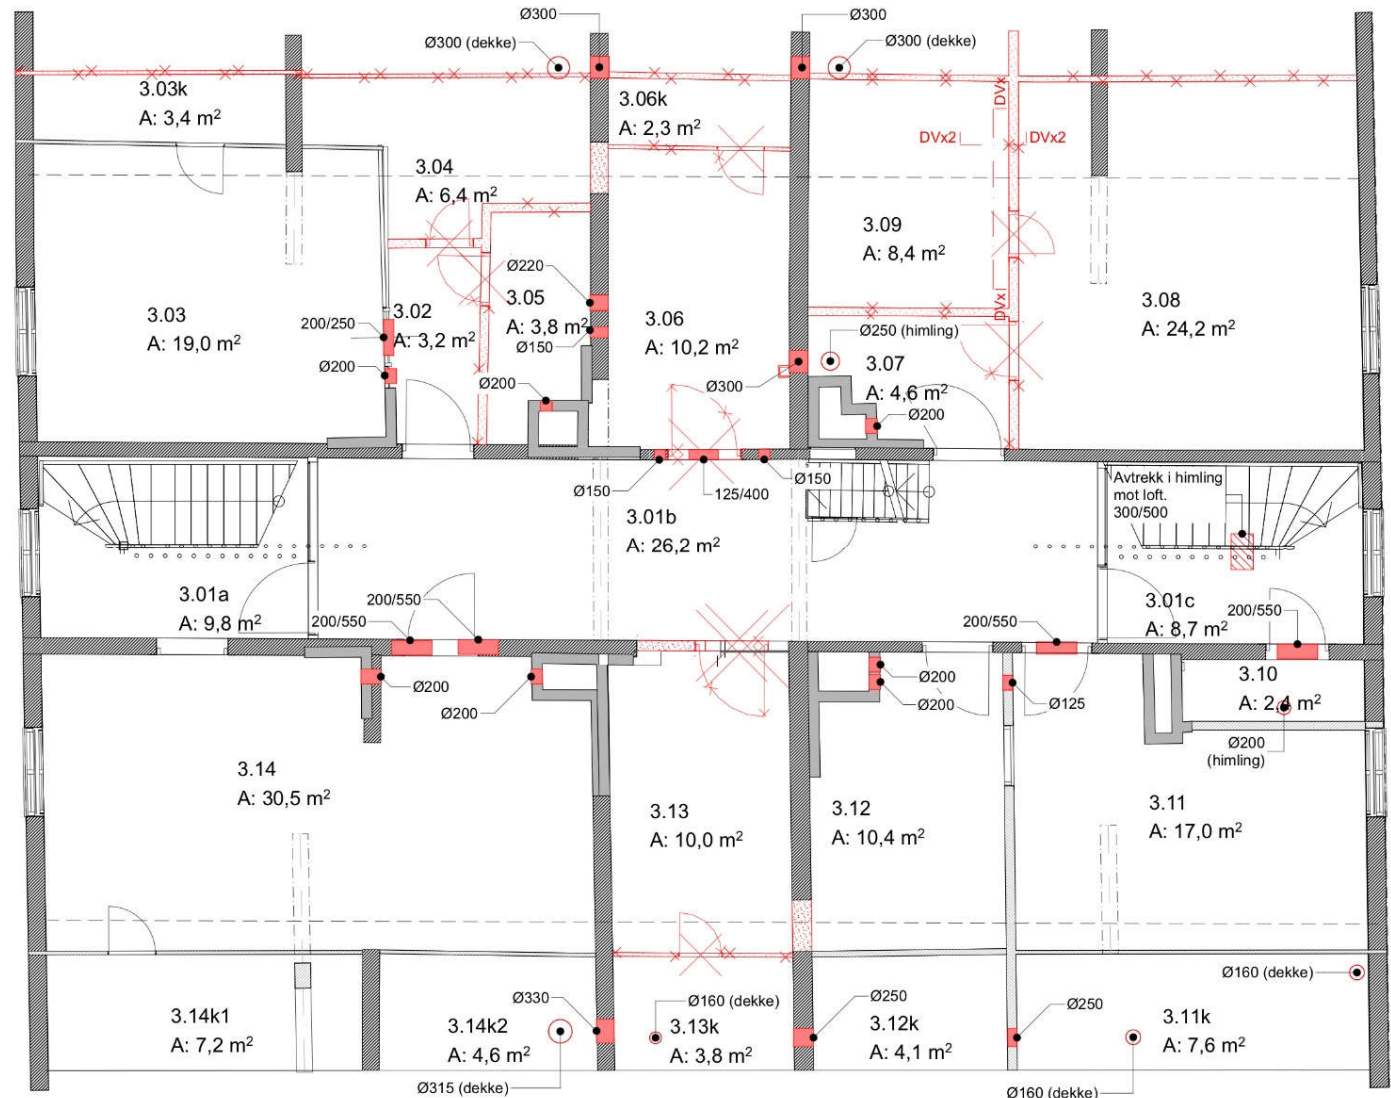 Ø300
Ø300
Ø300 (dekke)
Ø300 (dekke)
3.03k
A: 3,4 m²
3.06k
A: 2,3 m²
DVx
DVx2
DVx2
3.04
A: 6,4 m²
3.09
A: 8,4 m²
Ø220
3.05
A: 3,8 m²
Ø150
DVx
3.08
A: 24,2 m²
3.03
A: 19,0 m²
200/250
3.02
A: 3,2 m²
Ø200
3.06
A: 10,2 m²
Ø250 (himling)
3.07
A: 4,6 m²
Ø300
Ø200
Ø200
Ø150
125/400
Ø150
Avtrekk i himling
mot loft.
300/500
3.01b
A: 26,2 m²
3.01a
A: 9,8 m²
200/550
200/550
200/550
3.01c
A: 8,7 m²
200/550
Ø200
Ø200
Ø200
Ø200
Ø125
3.10
A: 2,4 m²
Ø200
(himling)
3.14
A: 30,5 m²
3.13
A: 10,0 m²
3.12
A: 10,4 m²
3.11
A: 17,0 m²
Ø160 (dekke)
Ø330
Ø160 (dekke)
Ø250
Ø250
3.14k1
A: 7,2 m²
3.14k2
A: 4,6 m²
3.13k
A: 3,8 m²
3.12k
A: 4,1 m²
3.11k
A: 7,6 m²
Ø315 (dekke)
Ø160 (dekke)